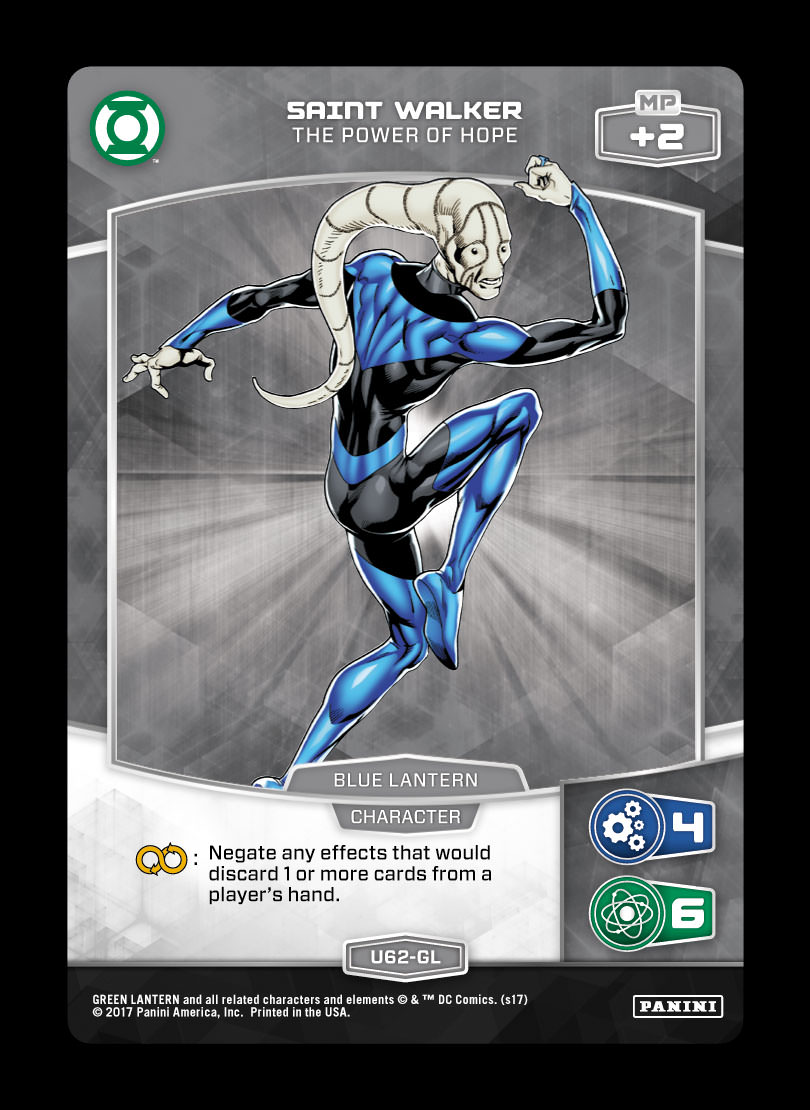 SAINT WALKER
THE POWER OF HOPE
MP
+2
™
BLUE LANTERN
CHARACTER
: Negate any effects that would
discard 1 or more cards from a
player's hand.
4
6
U62-GL
GREEN LANTERN and all related characters and elements © & ™ DC Comics. (s17)
© 2017 Panini America, Inc. Printed in the USA.
PANINI